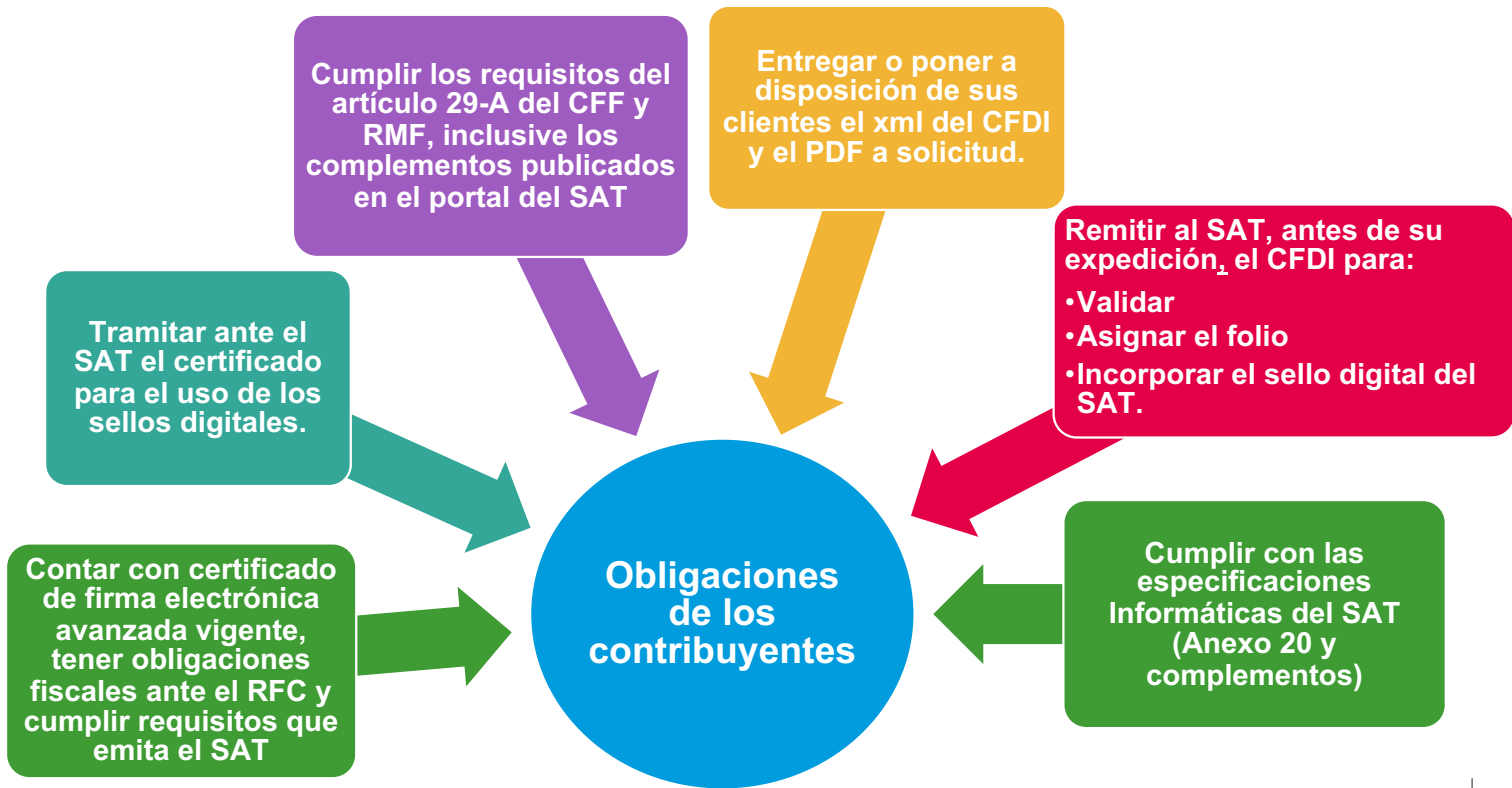 Cumplir los requisitos del
artículo 29-A del CFF y
RMF, inclusive los
complementos publicados
en el portal del SAT
Entregar o poner a
disposición de sus
clientes el xml del CFDI
y el PDF a solicitud.
Remitir al SAT, antes de su
expedición, el CFDI para:
•Validar
•Asignar el folio
•Incorporar el sello digital del
SAT.
Tramitar ante el
SAT el certificado
para el uso de los
sellos digitales.
Contar con certificado
de firma electrónica
avanzada vigente,
tener obligaciones
fiscales ante el RFC y
cumplir requisitos que
emita el SAT
Obligaciones
de los
contribuyentes
Cumplir con las
especificaciones
Informáticas del SAT
(Anexo 20 y
complementos)